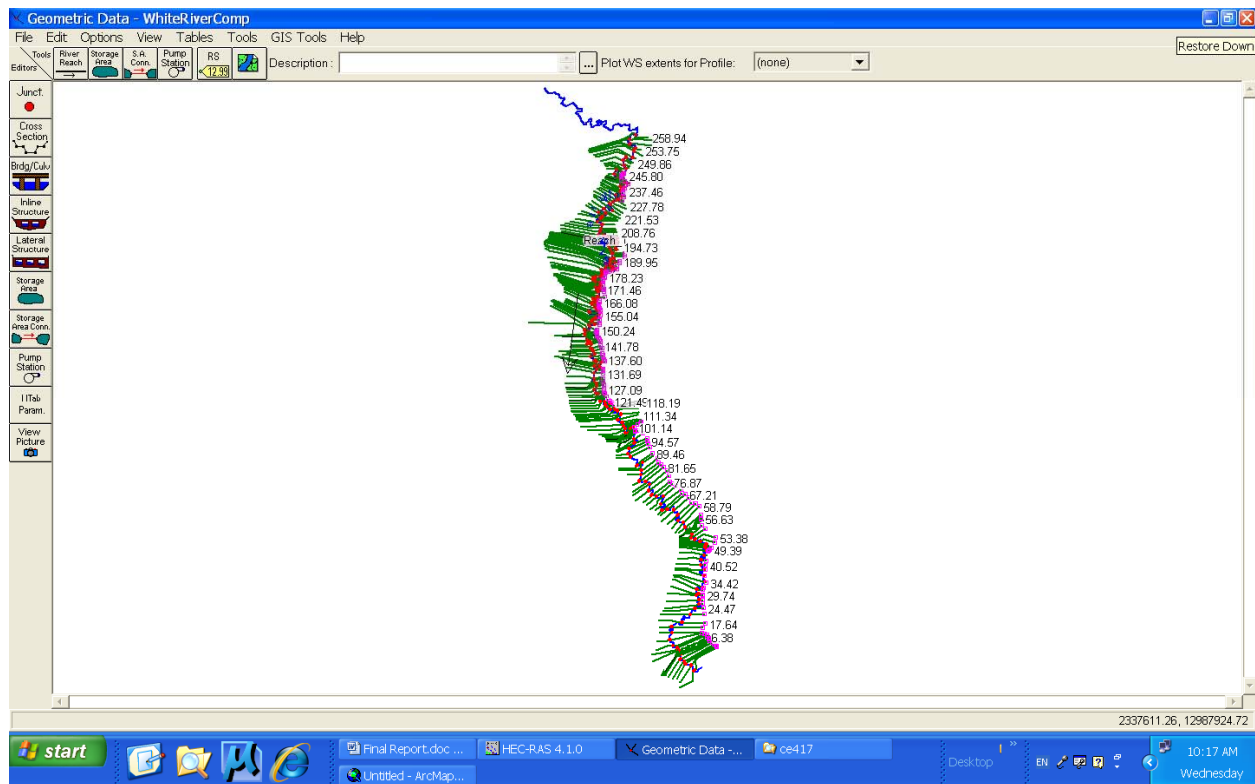 Geometric Data - WhiteRiverComp
File Edit Options View Tables Tools GIS Tools Help
Restore Down
Tools
Editors
River Reach
Storage Area
S.A. Conn.
Pump Station
RS
12.99
Description :
...
Plot WS extents for Profile:
(none)
Junct.
Cross Section
Brdg/Culv
Inline Structure
Lateral Structure
Storage Area
Storage Area Conn.
Pump Station
HTab Param.
View Picture
258.94
253.75
249.86
245.80
237.46
227.78
221.53
208.76
Reach
194.73
189.95
178.23
171.46
166.08
155.04
150.24
141.78
137.60
131.69
127.09
121.49 118.19
111.34
101.14
94.57
89.46
81.65
76.87
67.21
58.79
56.63
53.38
49.39
40.52
34.42
29.74
24.47
17.64
6.38
2337611.26, 12987924.72
start
Final Report.doc ...
HEC-RAS 4.1.0
Geometric Data -...
ce417
Untitled - ArcMap...
Desktop
»
EN
10:17 AM
Wednesday